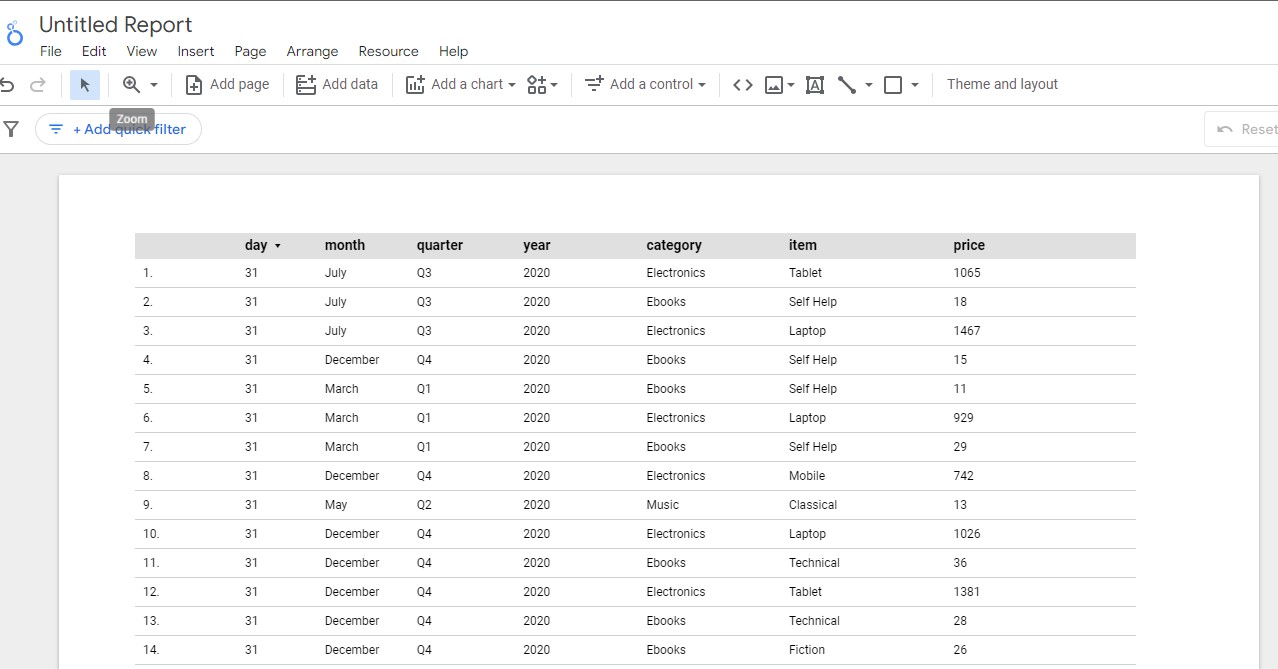 Untitled Report
File Edit View Insert Page Arrange Resource Help
Add page Add data Add a chart Add a control Theme and layout
Zoom
+ Add quick filter Reset
day month quarter year category item price
1. 31 July Q3 2020 Electronics Tablet 1065
2. 31 July Q3 2020 Ebooks Self Help 18
3. 31 July Q3 2020 Electronics Laptop 1467
4. 31 December Q4 2020 Ebooks Self Help 15
5. 31 March Q1 2020 Ebooks Self Help 11
6. 31 March Q1 2020 Electronics Laptop 929
7. 31 March Q1 2020 Ebooks Self Help 29
8. 31 December Q4 2020 Electronics Mobile 742
9. 31 May Q2 2020 Music Classical 13
10. 31 December Q4 2020 Electronics Laptop 1026
11. 31 December Q4 2020 Ebooks Technical 36
12. 31 December Q4 2020 Electronics Tablet 1381
13. 31 December Q4 2020 Ebooks Technical 28
14. 31 December Q4 2020 Ebooks Fiction 26